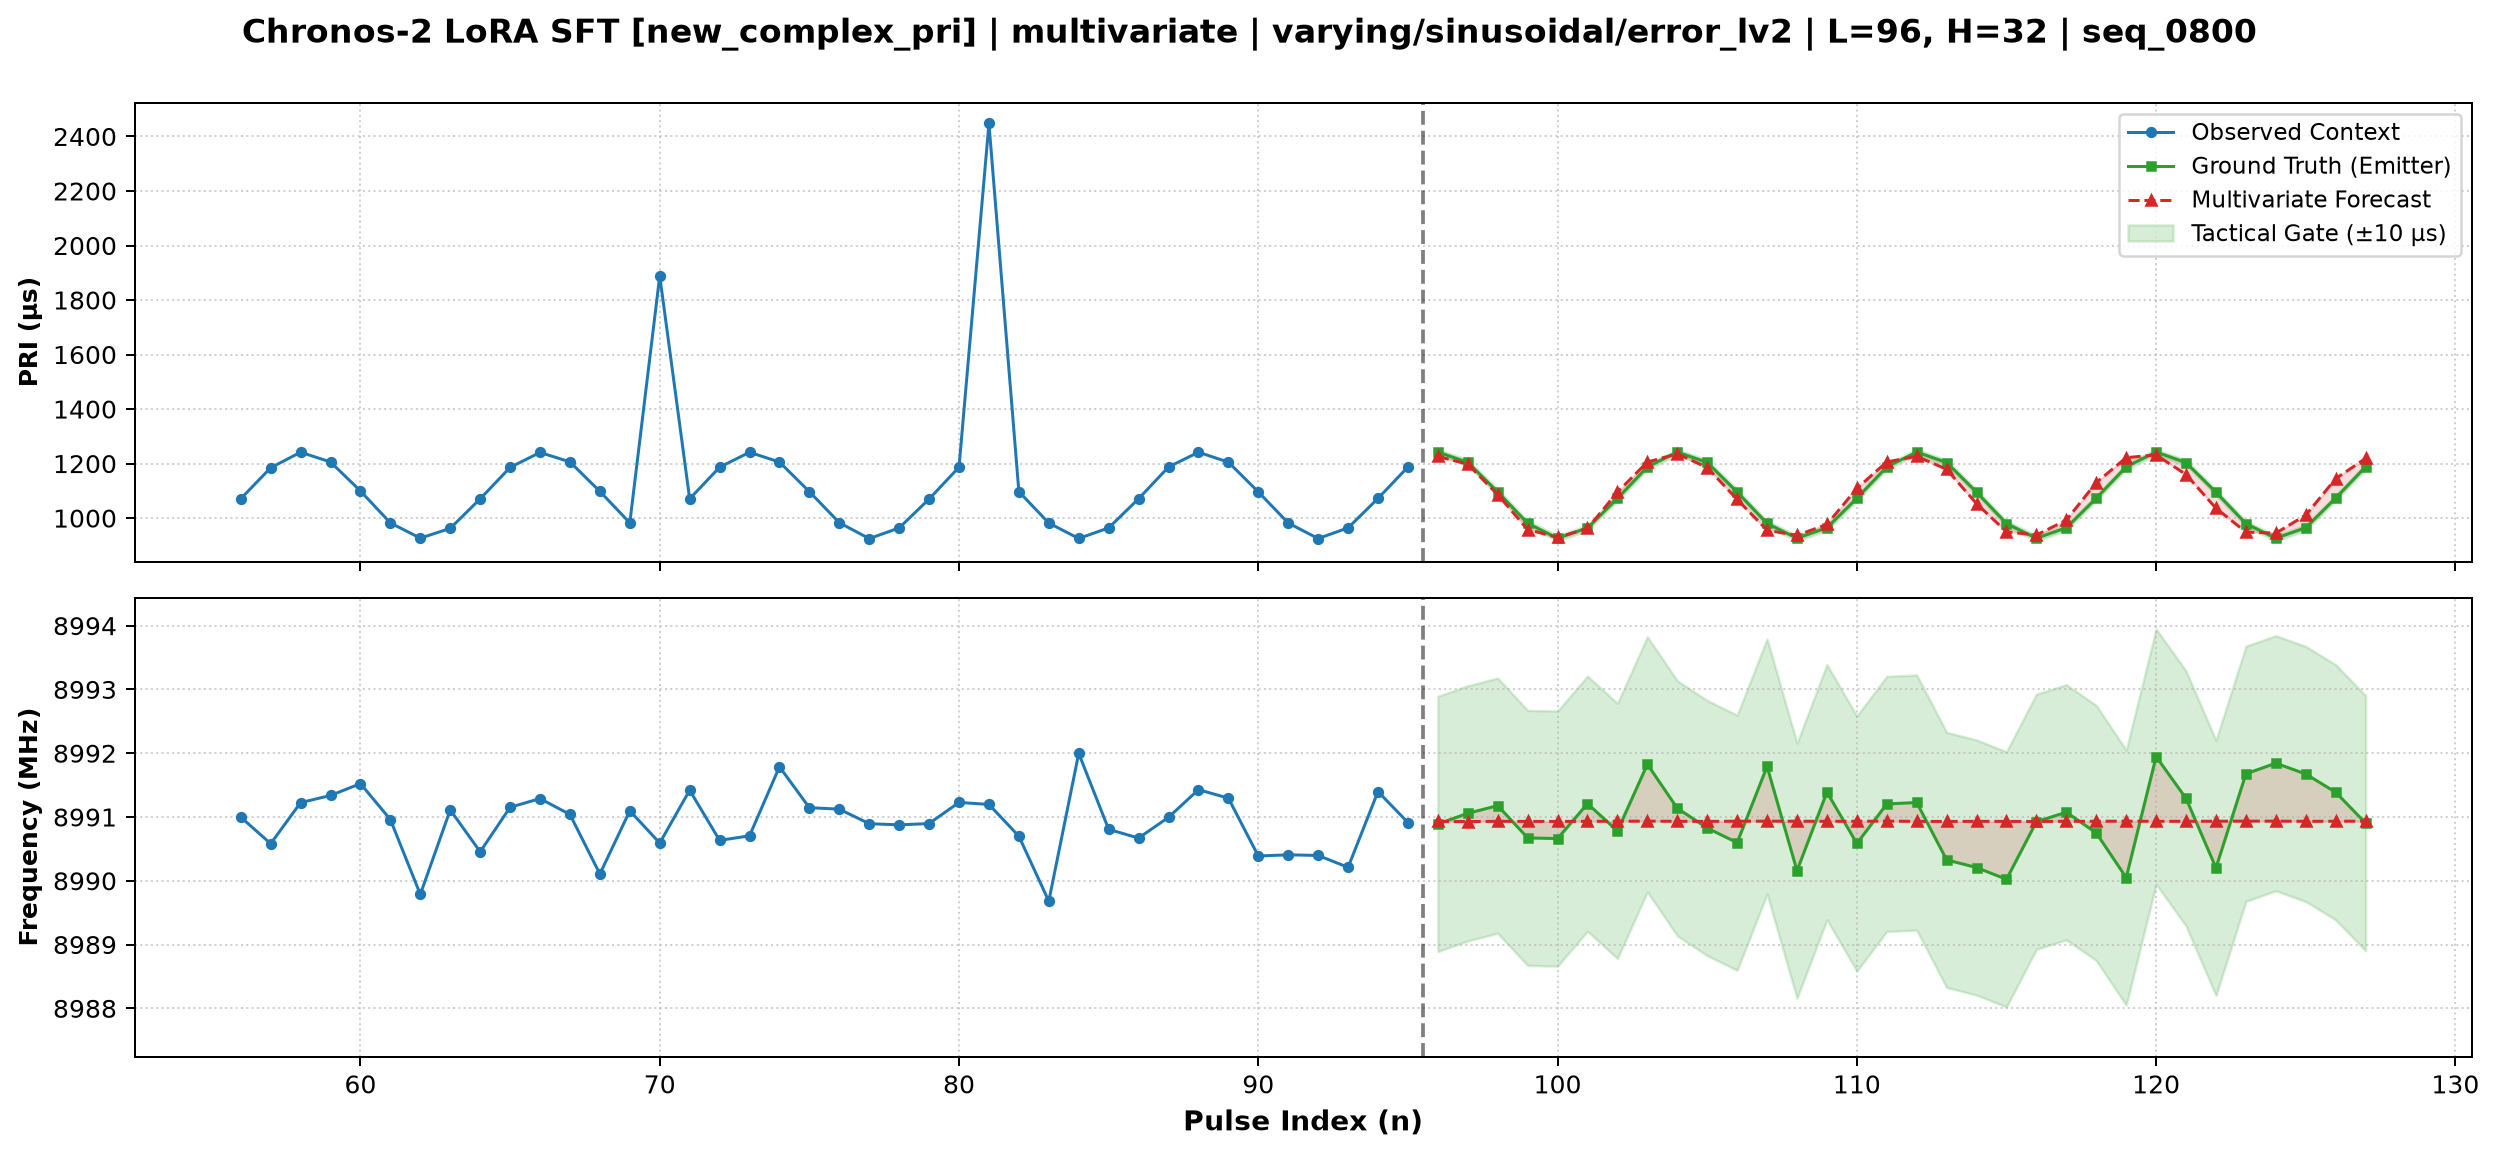 Chronos-2 LoRA SFT [new_complex_pri] | multivariate | varying/sinusoidal/error_lv2 | L=96, H=32 | seq_0800
2400
2200
2000
1800
1600
1400
1200
1000
PRI (µs)
Observed Context
Ground Truth (Emitter)
Multivariate Forecast
Tactical Gate (±10 µs)
8994
8993
8992
8991
8990
8989
8988
Frequency (MHz)
60 70 80 90 100 110 120 130
Pulse Index (n)